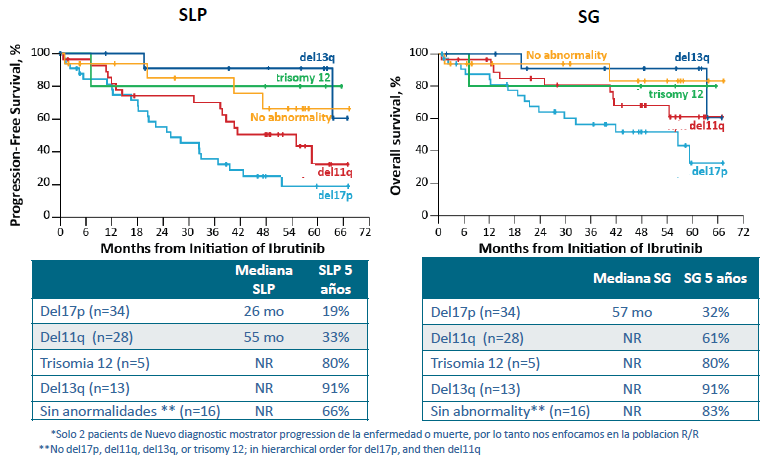 SLP
SG
Progression-Free Survival, %
100
80
60
80
60
40
20
0
del13q
trisomy 12
No abnormality
del11q
del17p
0 6 12 18 24 30 36 42 48 54 60 66 72
Months from Initiation of Ibrutinib
Overall survival, %
100
80
60
80
60
40
20
0
No abnormality
del13q
trisomy 12
del11q
del17p
0 6 12 18 24 30 36 42 48 54 60 66 72
Months from Initiation of Ibrutinib
Mediana SLP
SLP 5 años
Del17p (n=34) 26 mo 19%
Del11q (n=28) 55 mo 33%
Trisomia 12 (n=5) NR 80%
Del13q (n=13) NR 91%
Sin anormalidades ** (n=16) NR 66%
Mediana SG SG 5 años
Del17p (n=34) 57 mo 32%
Del11q (n=28) NR 61%
Trisomia 12 (n=5) NR 80%
Del13q (n=13) NR 91%
Sin abnormality** (n=16) NR 83%
*Solo 2 pacients de Nuevo diagnostic mostrator progression de la enfermedad o muerte, por lo tanto nos enfocamos en la poblacion R/R
**No del17p, del11q, del13q, or trisomy 12; in hierarchical order for del17p, and then del11q